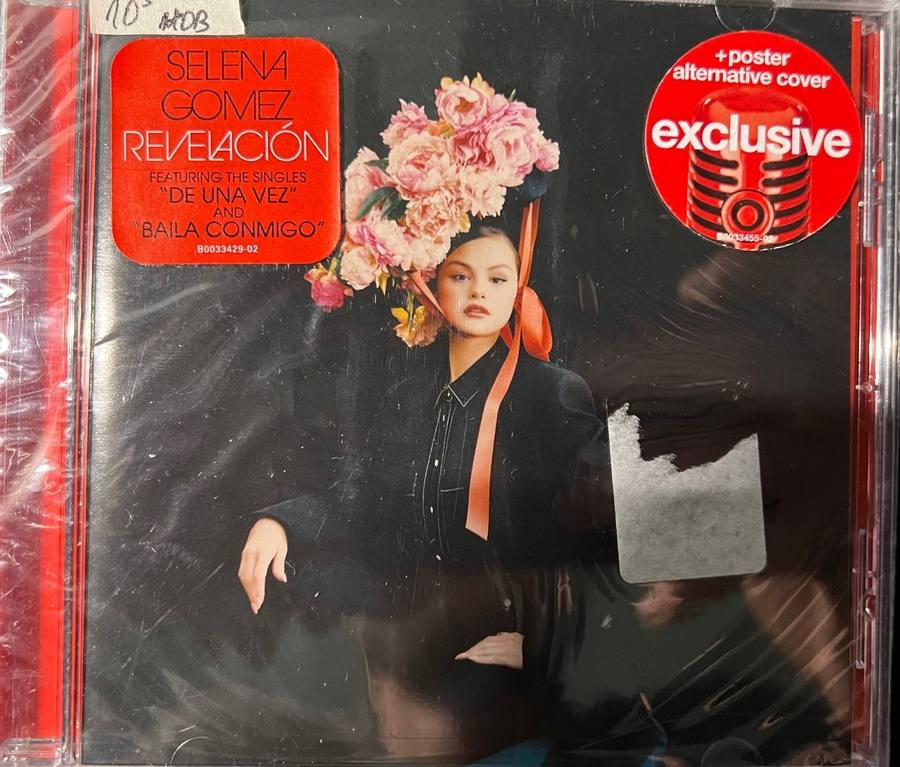 SELENA
GOMEZ
REVELACIÓN
FEATURING THE SINGLES
"DE UNA VEZ"
AND
"BAILA CONMIGO"
B0033429-02
+poster
alternative cover
exclusive
B0033455-02